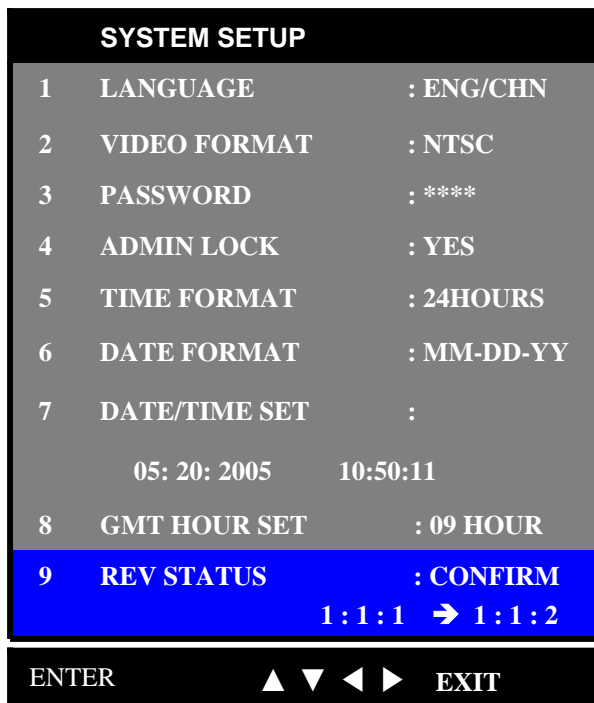 SYSTEM SETUP
1 LANGUAGE : ENG/CHN
2 VIDEO FORMAT : NTSC
3 PASSWORD : ****
4 ADMIN LOCK : YES
5 TIME FORMAT : 24HOURS
6 DATE FORMAT : MM-DD-YY
7 DATE/TIME SET :
05: 20: 2005 10:50:11
8 GMT HOUR SET : 09 HOUR
9 REV STATUS : CONFIRM
1 : 1 : 1 ➔ 1 : 1 : 2
ENTER ▲ ▼ ◀ ▶ EXIT